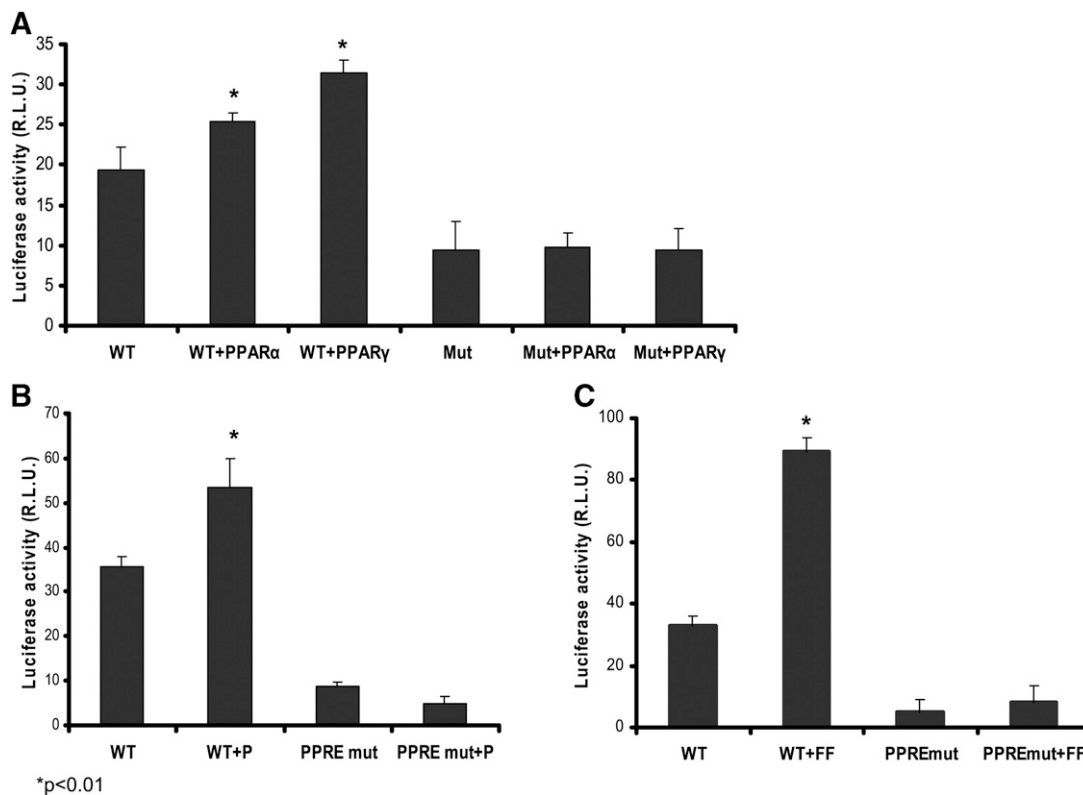 A
Luciferase activity (R.L.U.)
35
30
25
20
15
10
5
0
*
*
WT
WT+PPARα
WT+PPARγ
Mut
Mut+PPARα
Mut+PPARγ
B
Luciferase activity (R.L.U.)
70
60
50
40
30
20
10
0
*
WT
WT+P
PPRE mut
PPRE mut+P
*p<0.01
C
Luciferase activity (R.L.U.)
100
80
60
40
20
0
*
WT
WT+FF
PPREmut
PPREmut+FF